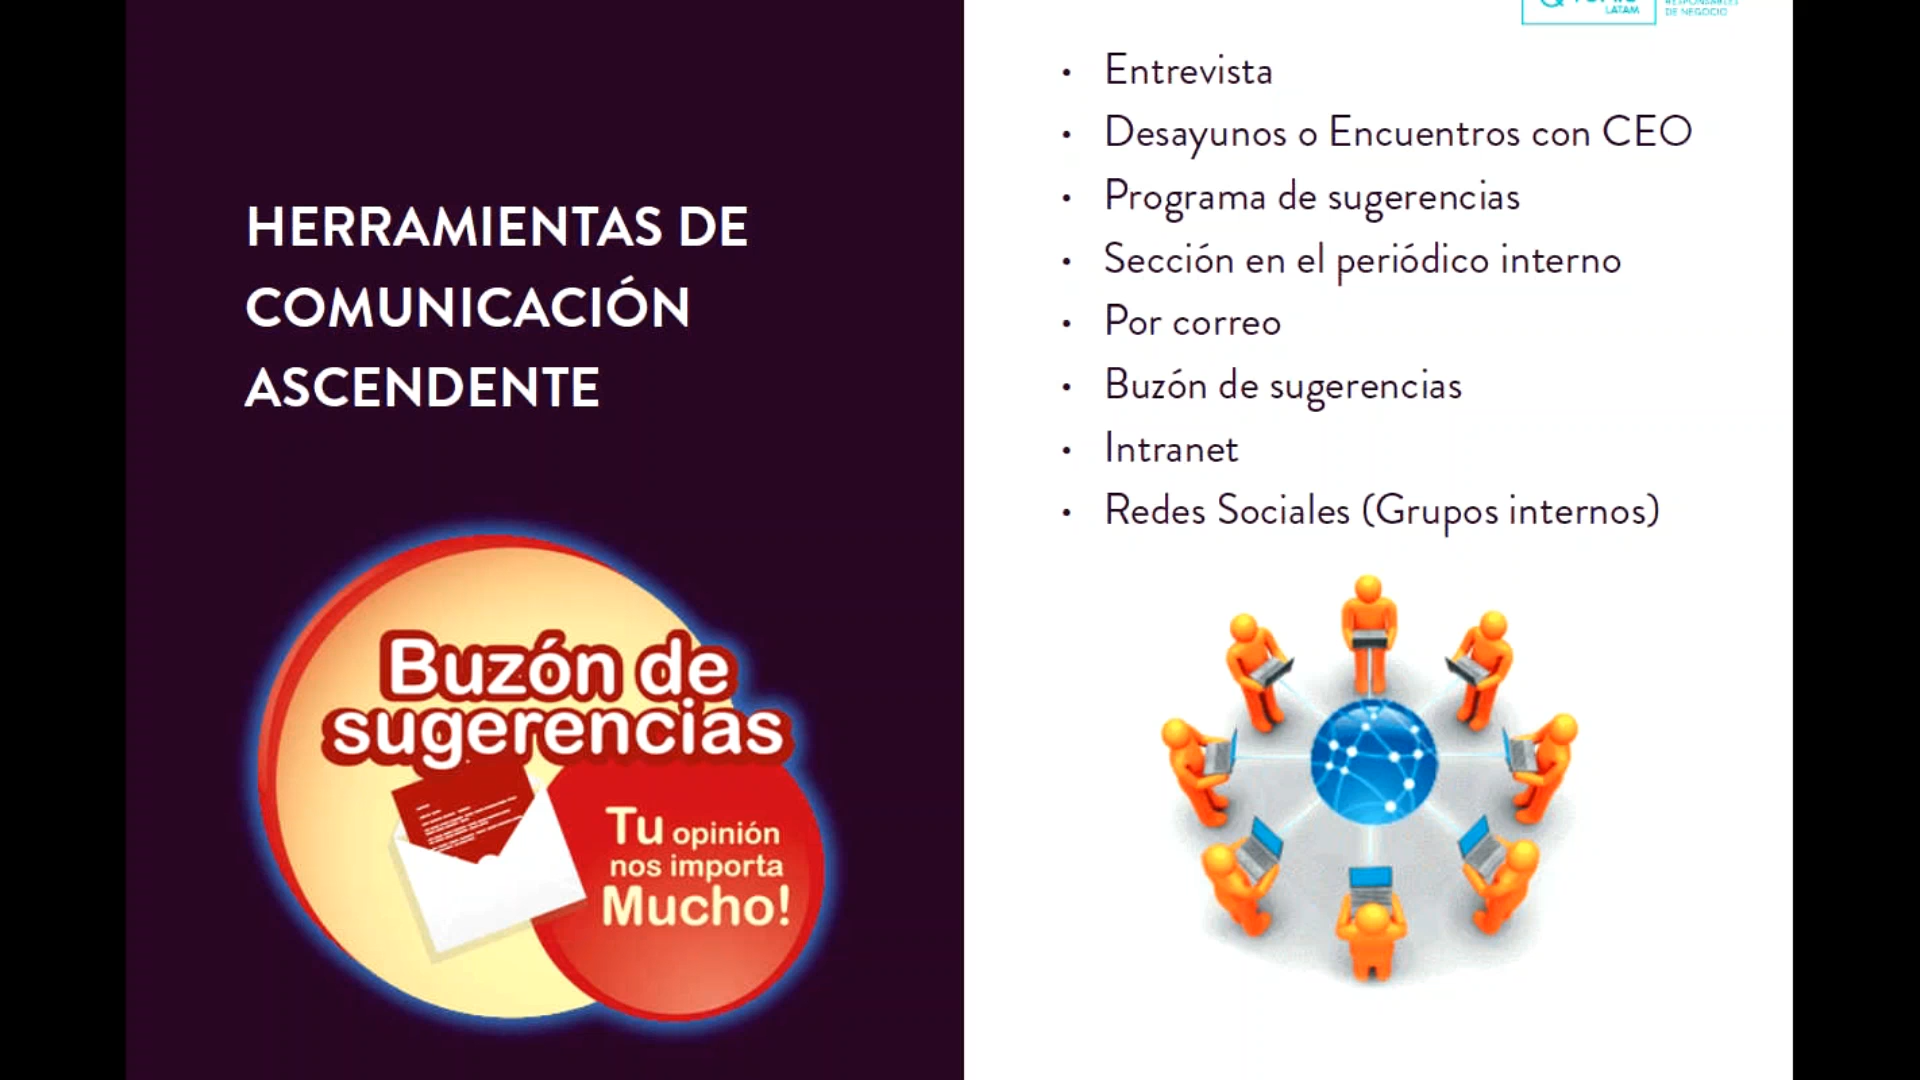 HERRAMIENTAS DE
COMUNICACIÓN
ASCENDENTE
Buzón de
sugerencias
Tu opinión
nos importa
Mucho!
LATAM
DE NEGOCIO
• Entrevista
• Desayunos o Encuentros con CEO
• Programa de sugerencias
• Sección en el periódico interno
• Por correo
• Buzón de sugerencias
• Intranet
• Redes Sociales (Grupos internos)